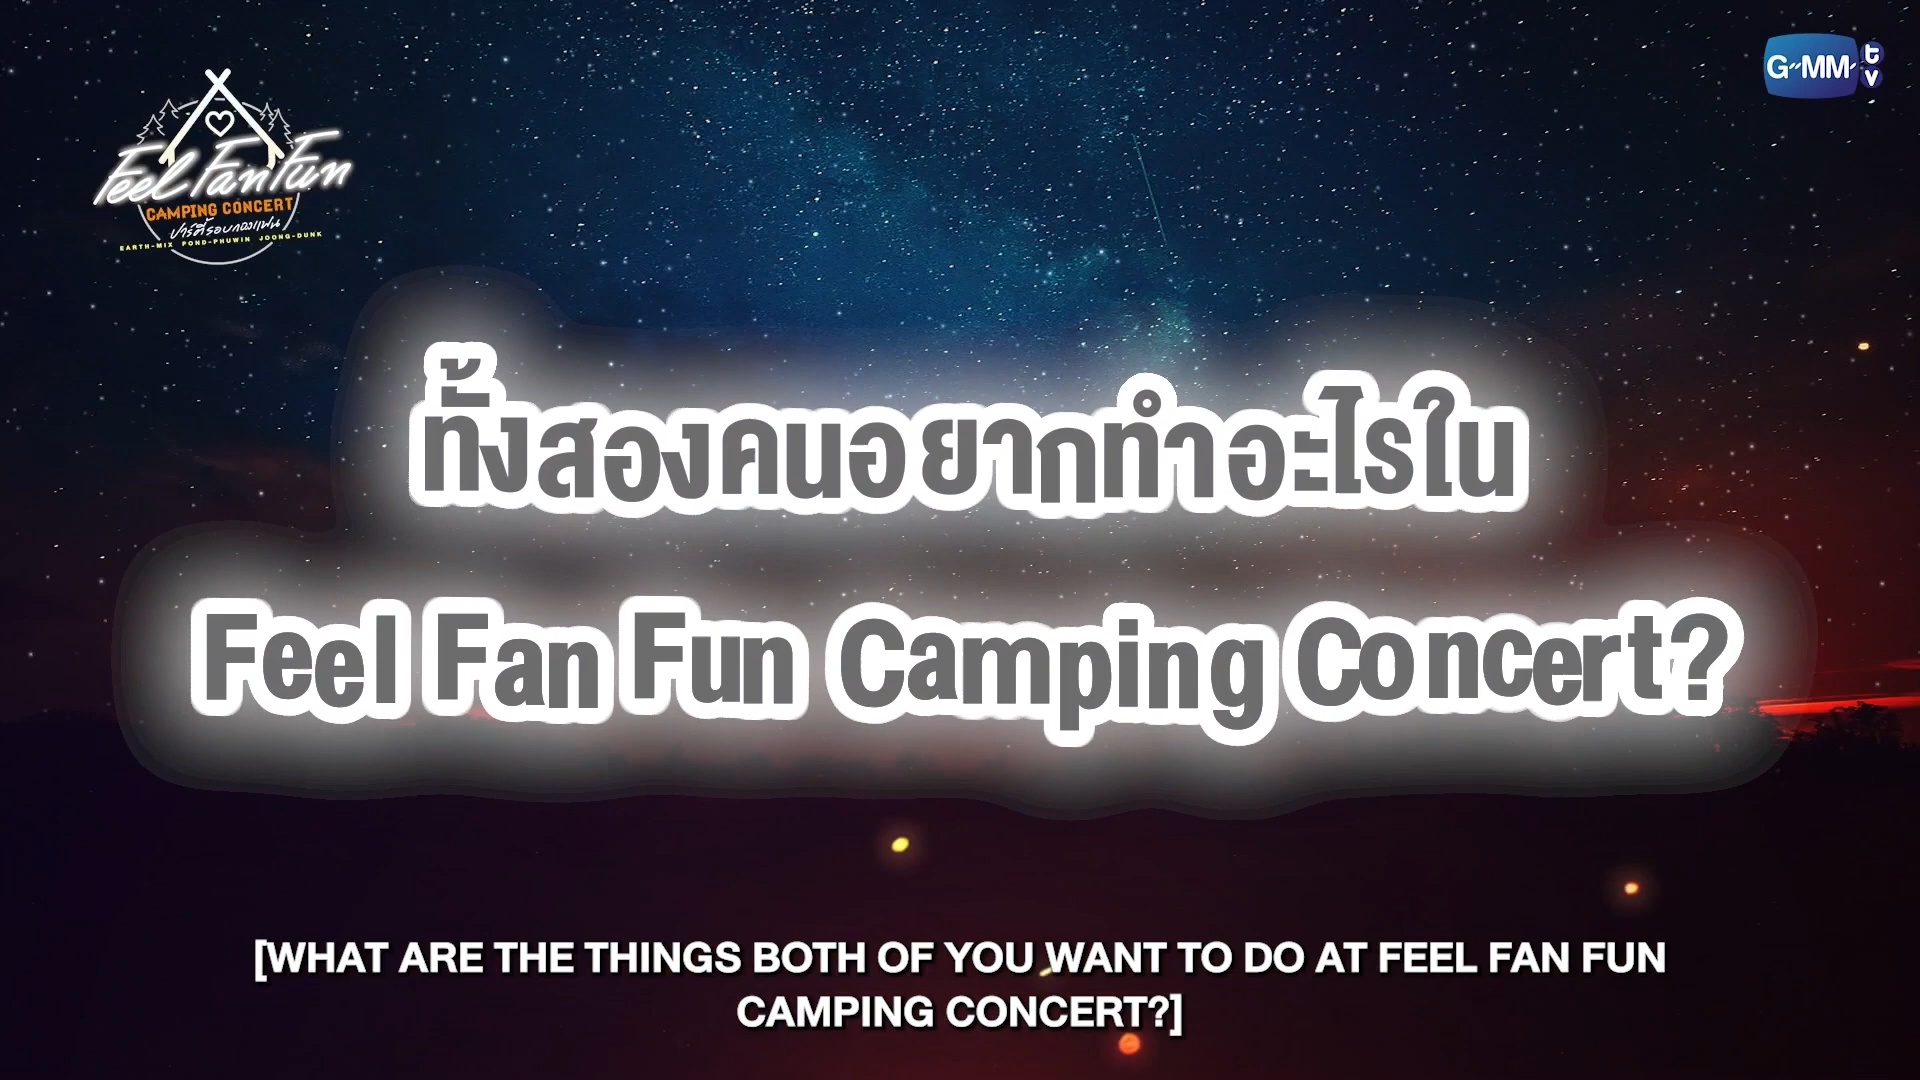 Feel Fan Fun
CAMPING CONCERT
ปาร์ตี้รอบกองแฟน
EARTH-MIX POND-PHUWIN JOONG-DUNK
G-MM-tv
ทั้งสองคนอยากทำอะไรใน
Feel Fan Fun Camping Concert?
[WHAT ARE THE THINGS BOTH OF YOU WANT TO DO AT FEEL FAN FUN
CAMPING CONCERT?]